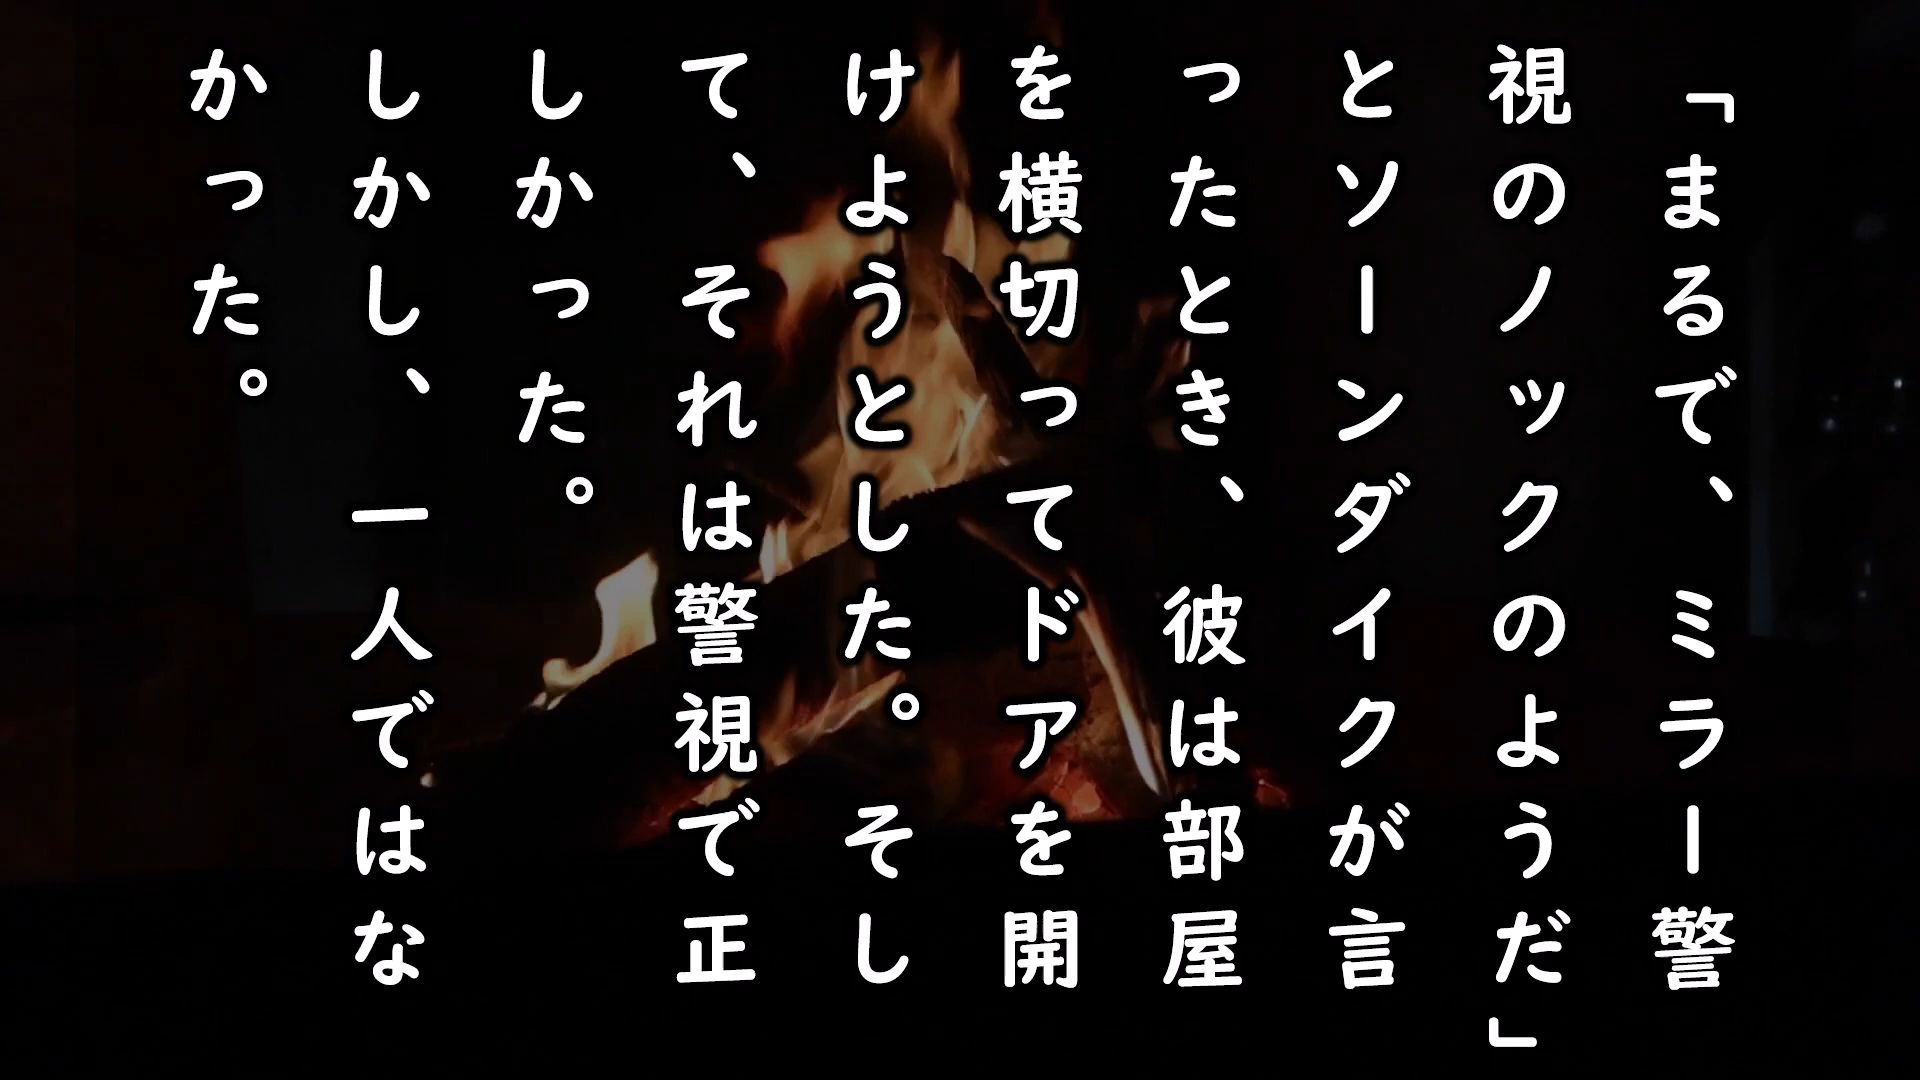 「まるで、ミラー警
視のノックのようだ」
とソーンダイクが言
ったとき、彼は部屋
を横切ってドアを開
けようとした。そし
て、それは警視で正
しかった。
しかし、一人ではな
かった。